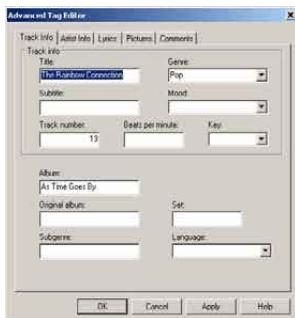 Advanced Tag Editor
Track Info Artist Info Lyrics Pictures Comments
Track info
Title: Genre:
The Rainbow Connection Pop
Subtitle: Mood:
Track number: Beats per minute: Key:
13
Album:
As Time Goes By
Original album: Set:
Subgenre: Language:
OK Cancel Apply Help